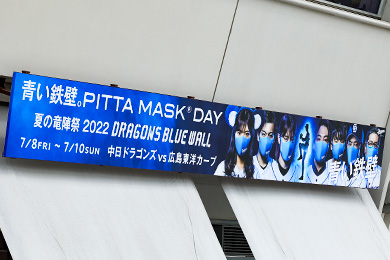 青い鉄壁。PITTA MASK® DAY
夏の竜陣祭 2022 DRAGONS BLUE WALL
7/8FRI ～ 7/10SUN 中日ドラゴンズ vs 広島東洋カープ
青い鉄壁。